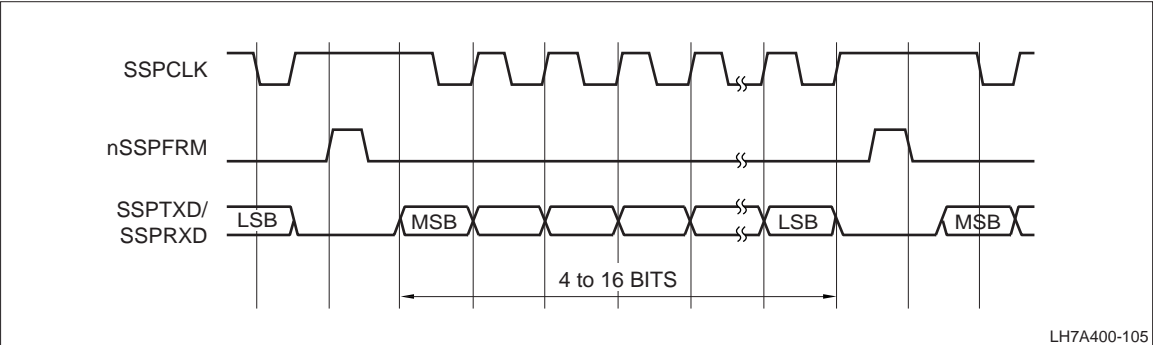 SSPCLK
nSSPFRM
SSPTXD/
SSPRXD
LSB
MSB
LSB
MSB
4 to 16 BITS
LH7A400-105